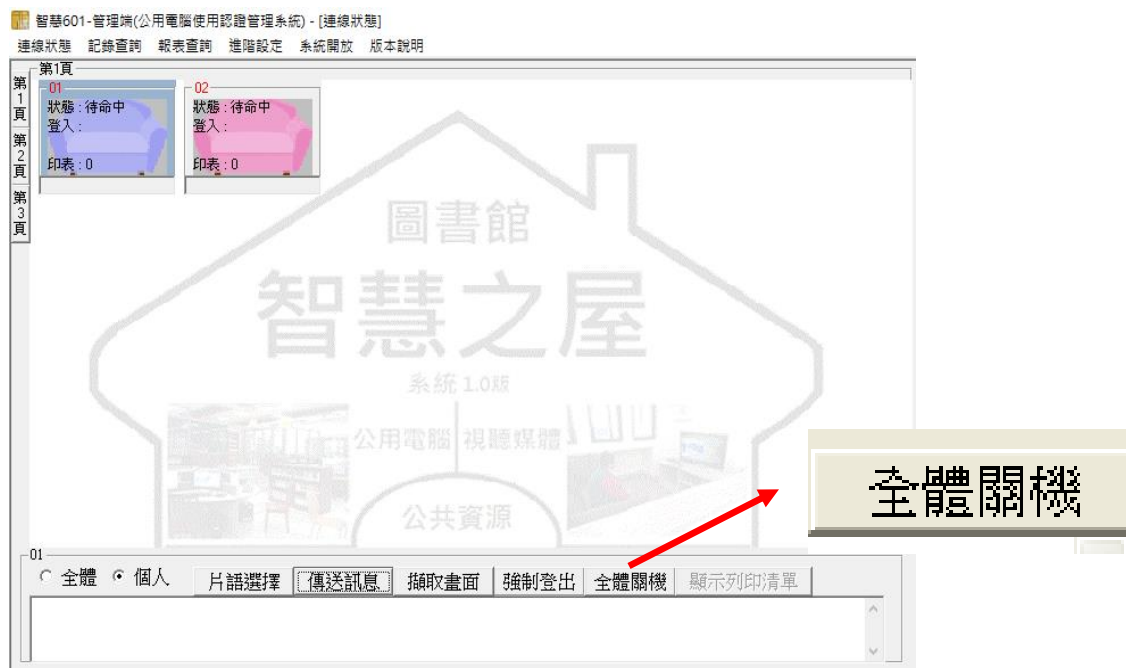 智慧601-管理端(公用電腦使用認證管理系統) - [連線狀態]
連線狀態 記錄查詢 報表查詢 進階設定 系統開放 版本說明
第1頁
第1頁
第2頁
第3頁
01
狀態 : 待命中
登入 :
印表 : 0
02
狀態 : 待命中
登入 :
印表 : 0
圖書館
智慧之屋
系統 1.0版
公用電腦 視聽媒體
公共資源
全體關機
01
全體 個人 片語選擇 傳送訊息 擷取畫面 強制登出 全體關機 顯示列印清單